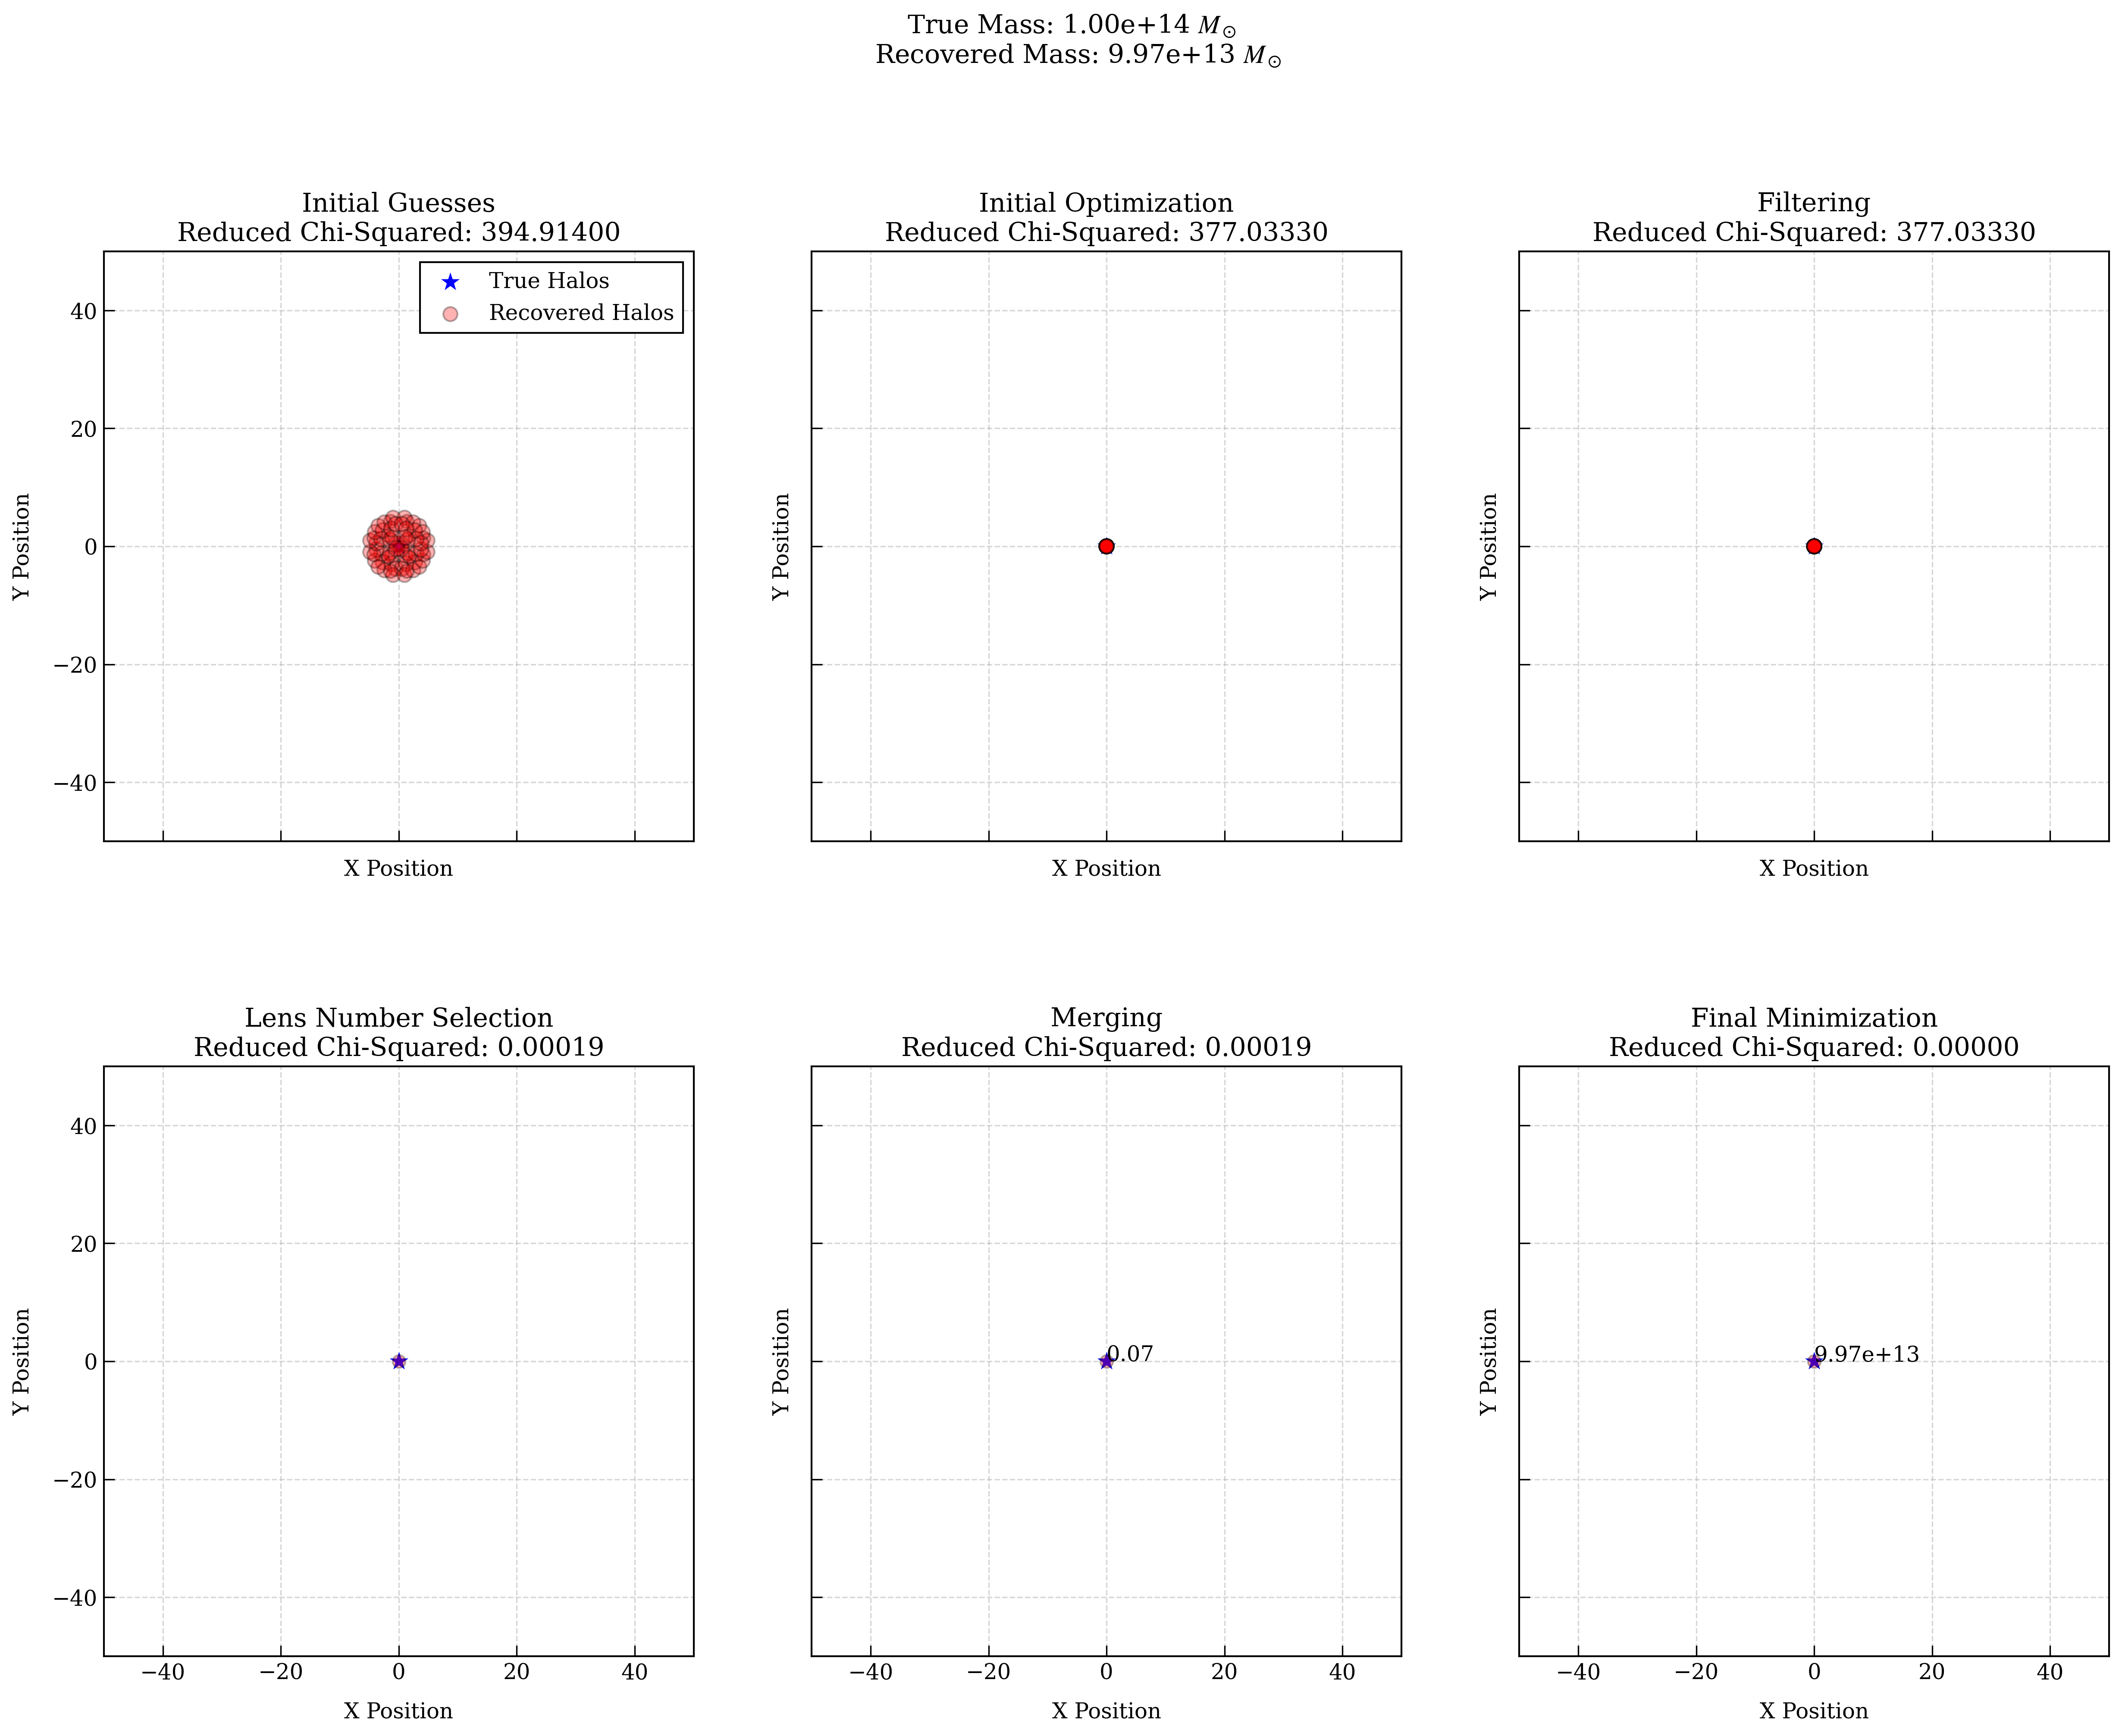 True Mass: 1.00e+14 M⊙
Recovered Mass: 9.97e+13 M⊙
Initial Guesses
Reduced Chi-Squared: 394.91400
True Halos
Recovered Halos
40
20
0
−20
−40
Y Position
X Position
Initial Optimization
Reduced Chi-Squared: 377.03330
Y Position
X Position
Filtering
Reduced Chi-Squared: 377.03330
Y Position
X Position
Lens Number Selection
Reduced Chi-Squared: 0.00019
40
20
0
−20
−40
Y Position
−40 −20 0 20 40
X Position
Merging
Reduced Chi-Squared: 0.00019
0.07
Y Position
−40 −20 0 20 40
X Position
Final Minimization
Reduced Chi-Squared: 0.00000
9.97e+13
Y Position
−40 −20 0 20 40
X Position